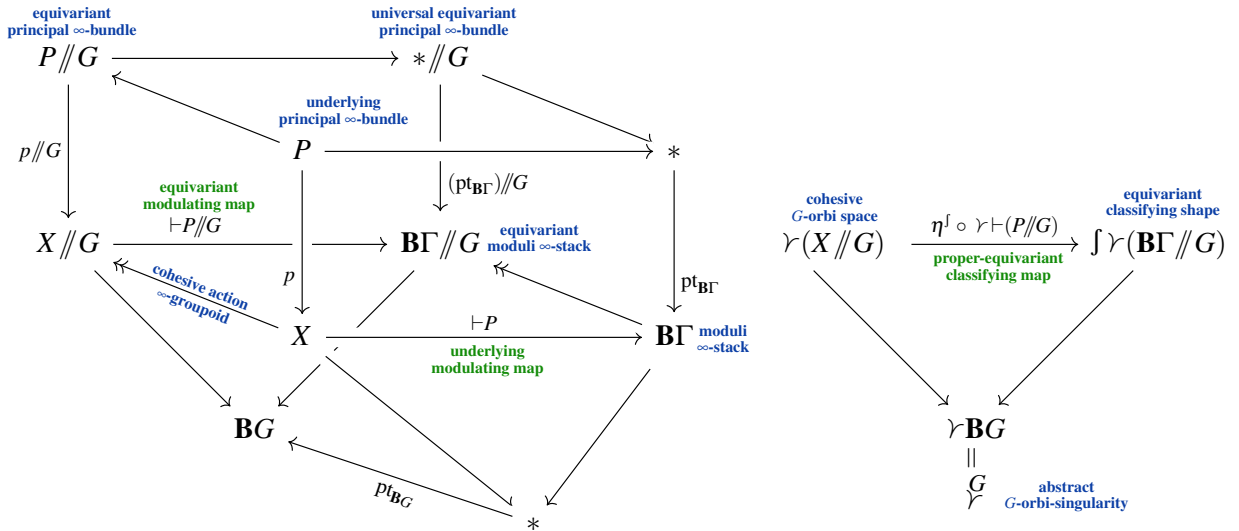 equivariant
principal ∞-bundle
P⫽G
universal equivariant
principal ∞-bundle
∗⫽G
underlying
principal ∞-bundle
P
∗
p⫽G
(pt_BΓ)⫽G
equivariant
modulating map
⊢P⫽G
X⫽G
BΓ⫽G
equivariant
moduli ∞-stack
cohesive action
∞-groupoid
p
pt_BΓ
X
⊢P
underlying
modulating map
BΓ
moduli
∞-stack
BG
pt_BG
∗
cohesive
G-orbi space
ʏ(X⫽G)
η^ʃ ∘ ʏ⊢(P⫽G)
proper-equivariant
classifying map
equivariant
classifying shape
ʃ ʏ(BΓ⫽G)
ʏBG
=
G
ʏ
abstract
G-orbi-singularity